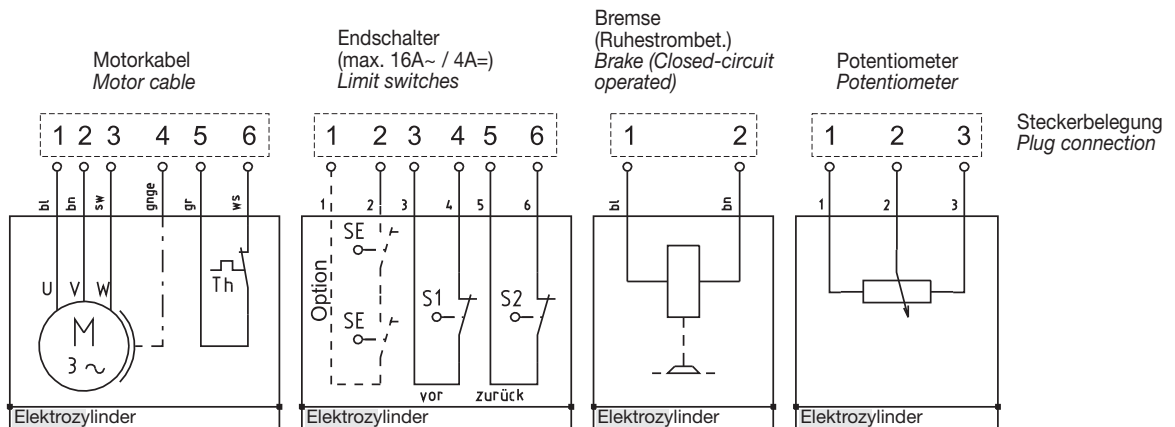 Motorkabel
Motor cable
Endschalter
(max. 16A~ / 4A=)
Limit switches
Bremse
(Ruhestrombet.)
Brake (Closed-circuit
operated)
Potentiometer
Potentiometer
Steckerbelegung
Plug connection
1 2 3 4 5 6
1 2 3 4 5 6
1 2
1 2 3
bl bn sw gnge gr ws
1 2 3 4 5 6
bl bn
1 2 3
U V W
M
3 ~
Th
Option
SE
SE
S1
S2
vor
zurück
Elektrozylinder
Elektrozylinder
Elektrozylinder
Elektrozylinder